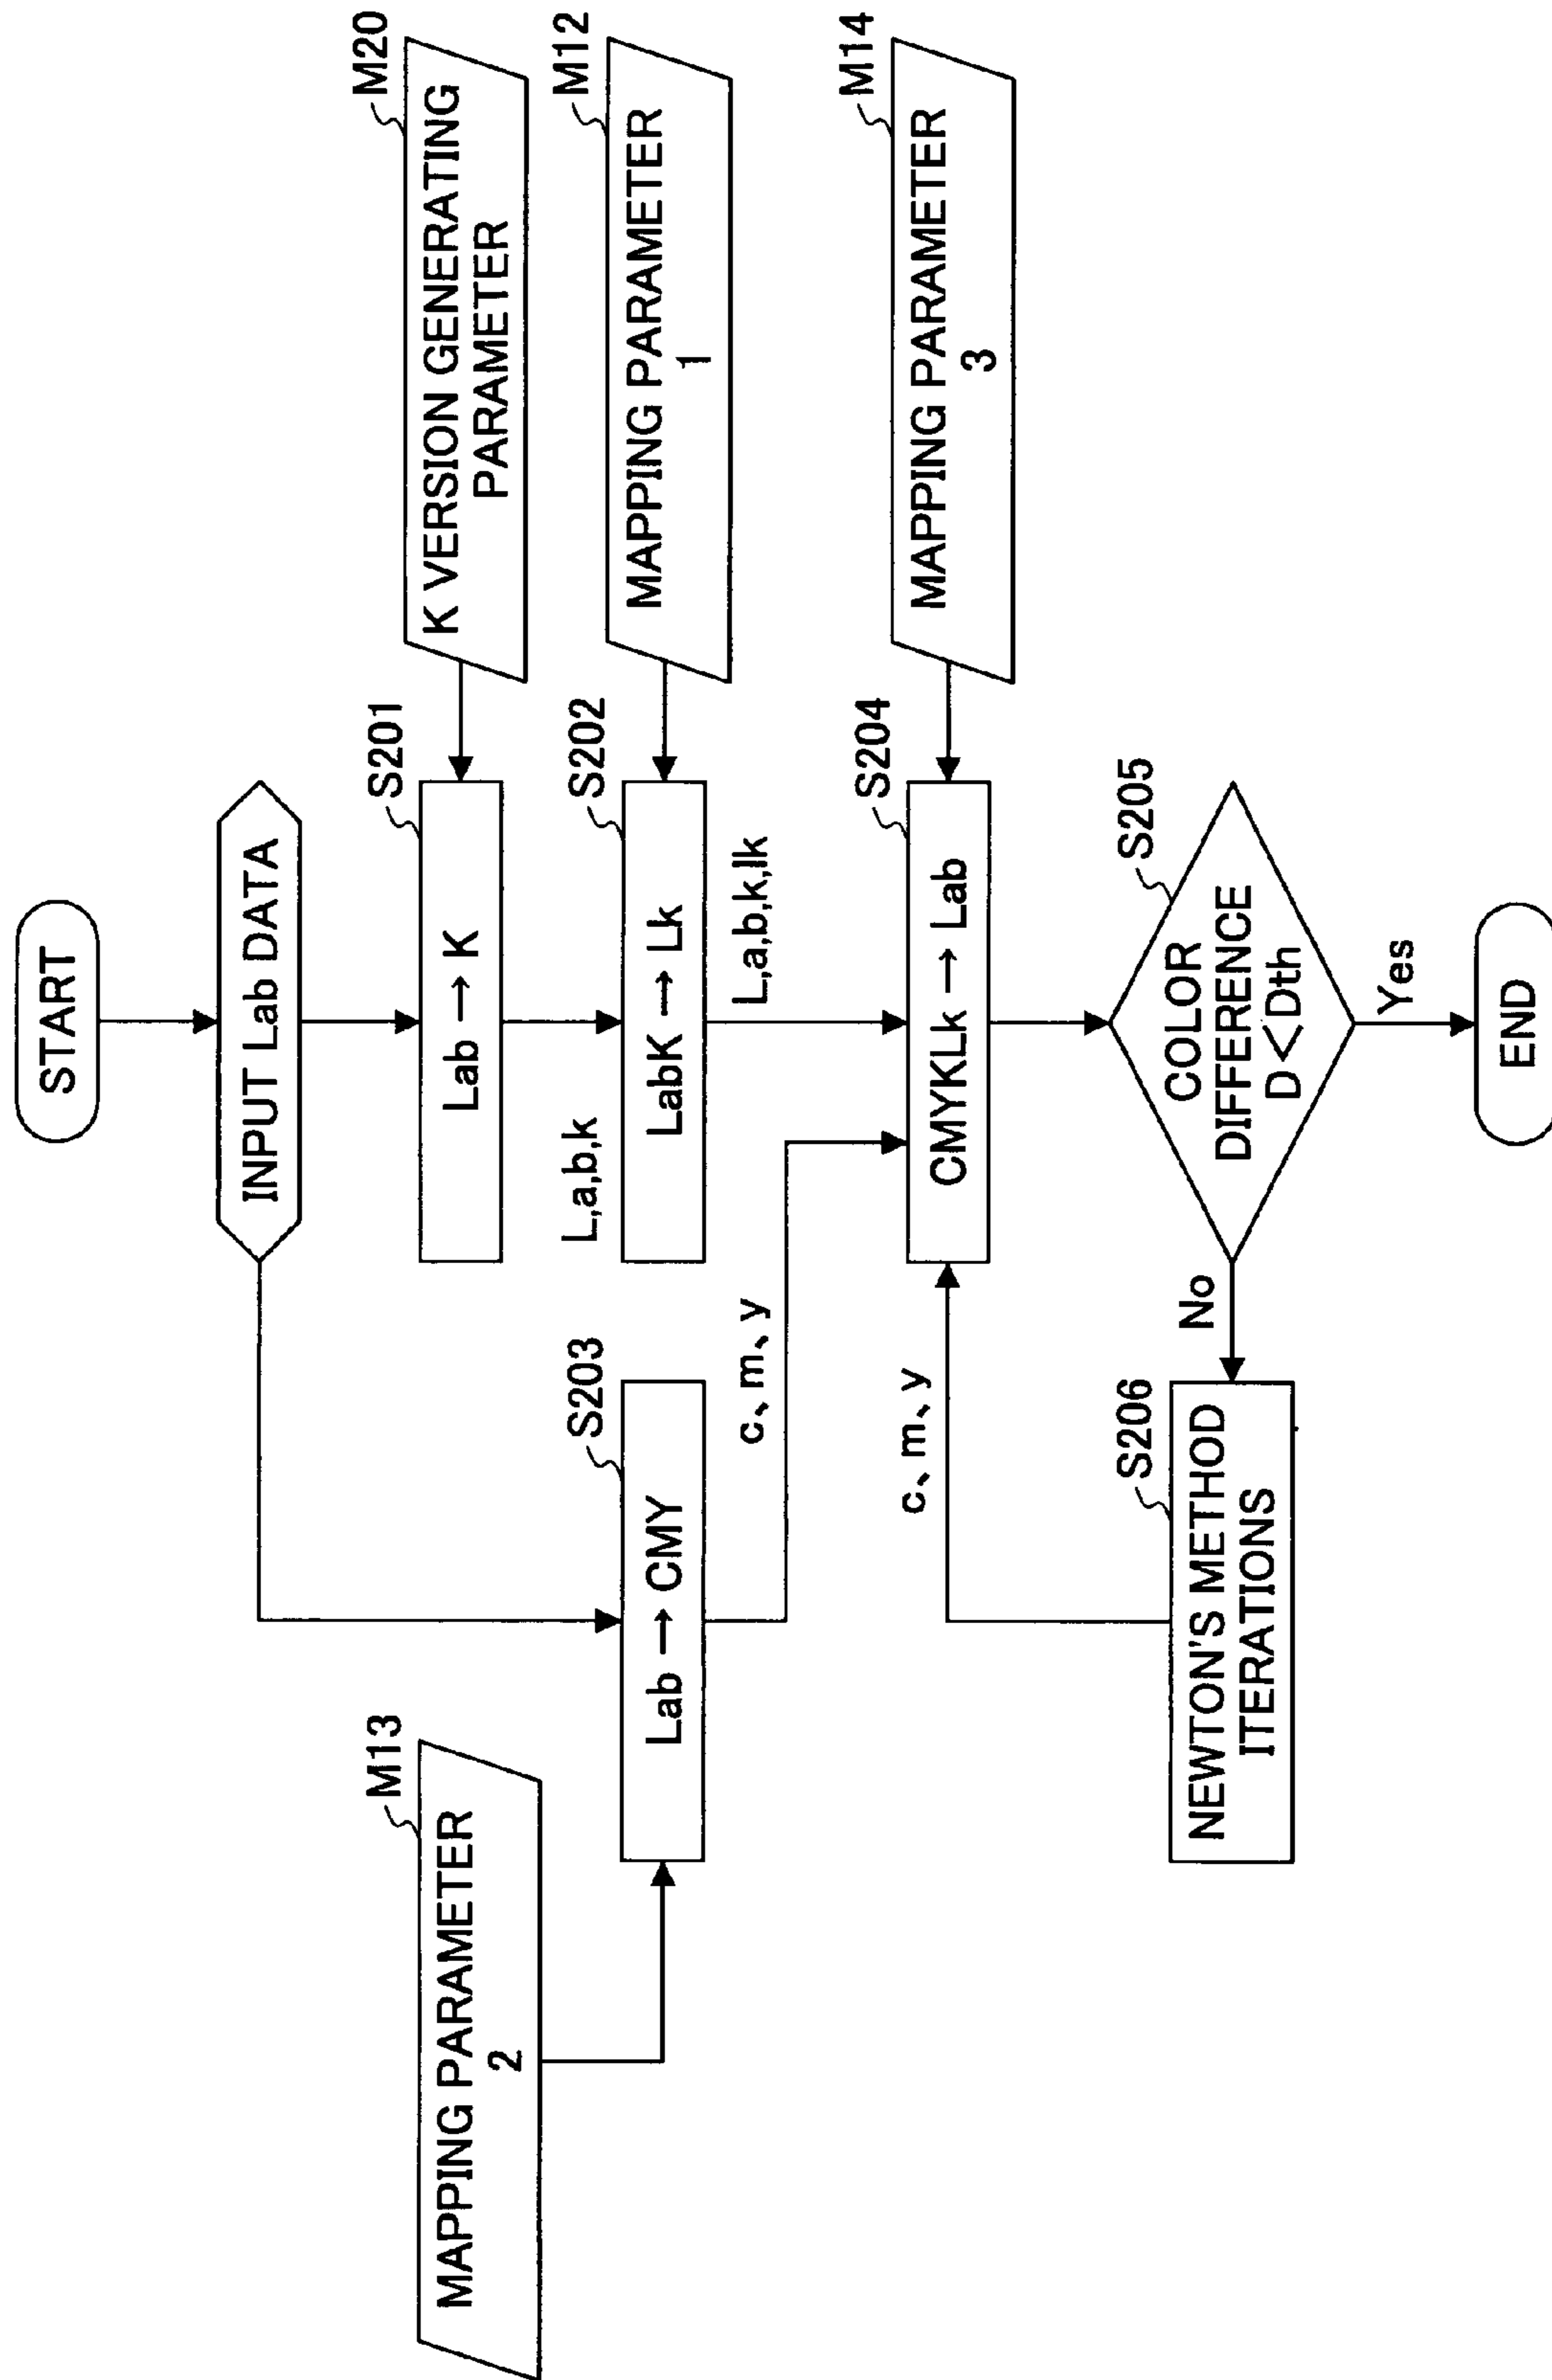 START
INPUT Lab DATA
M20
K VERSION GENERATING
PARAMETER
S201
Lab → K
M13
MAPPING PARAMETER
2
L,a,b,k
M12
MAPPING PARAMETER
1
S202
LabK → Lk
S203
Lab → CMY
L,a,b,k,lk
c、m、y
M14
MAPPING PARAMETER
3
S204
CMYKLk → Lab
c、m、y
S205
COLOR
DIFFERENCE
D<Dth
No
Yes
S206
NEWTON'S METHOD
ITERATIONS
END